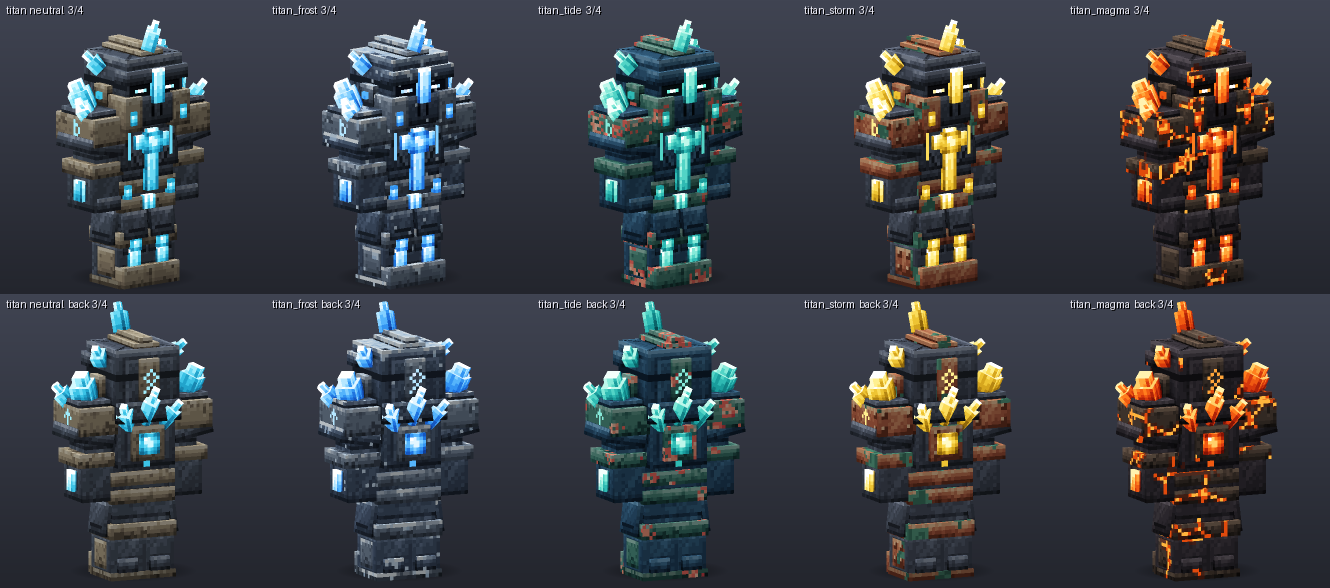 titan neutral 3/4
titan_frost 3/4
titan_tide 3/4
titan_storm 3/4
titan_magma 3/4
titan neutral back 3/4
titan_frost back 3/4
titan_tide back 3/4
titan_storm back 3/4
titan_magma back 3/4